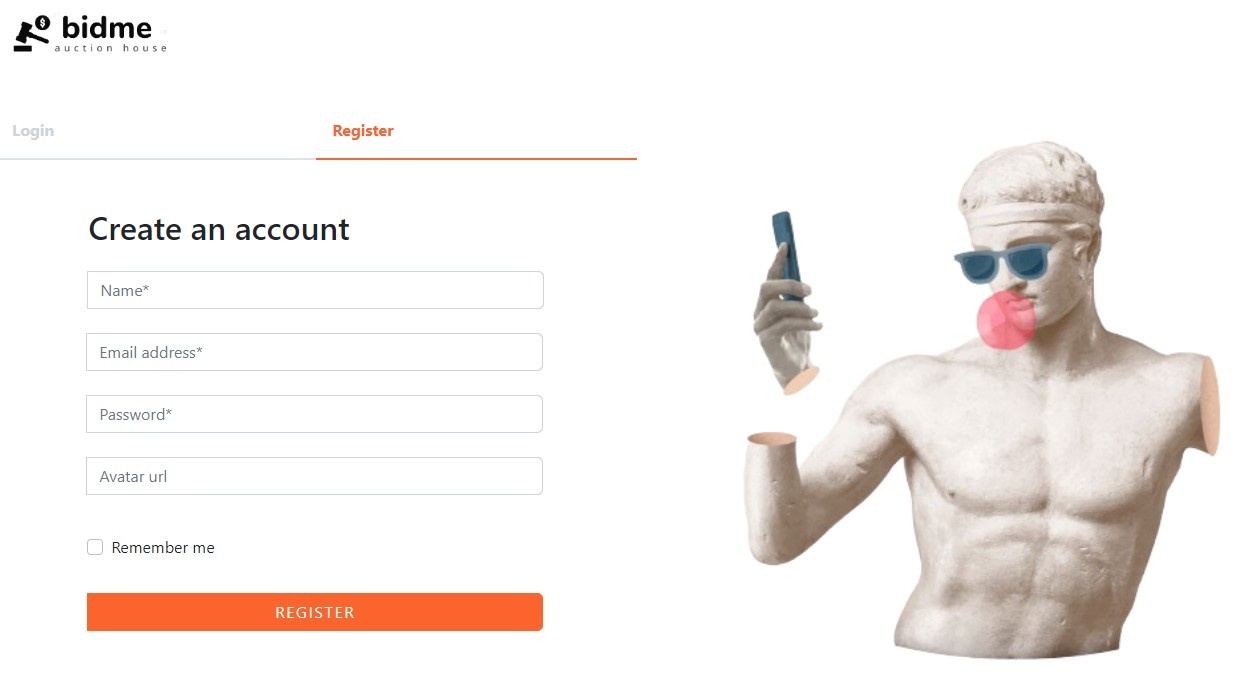 bidme
auction house
Login
Register
Create an account
Name*
Email address*
Password*
Avatar url
Remember me
REGISTER